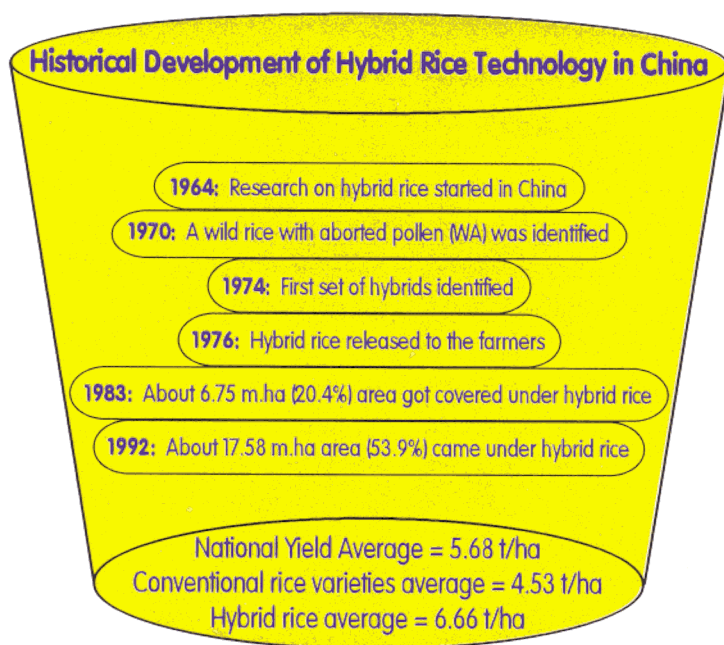 Historical Development of Hybrid Rice Technology in China
1964: Research on hybrid rice started in China
1970: A wild rice with aborted pollen (WA) was identified
1974: First set of hybrids identified
1976: Hybrid rice released to the farmers
1983: About 6.75 m.ha (20.4%) area got covered under hybrid rice
1992: About 17.58 m.ha area (53.9%) came under hybrid rice
National Yield Average = 5.68 t/ha
Conventional rice varieties average = 4.53 t/ha
Hybrid rice average = 6.66 t/ha